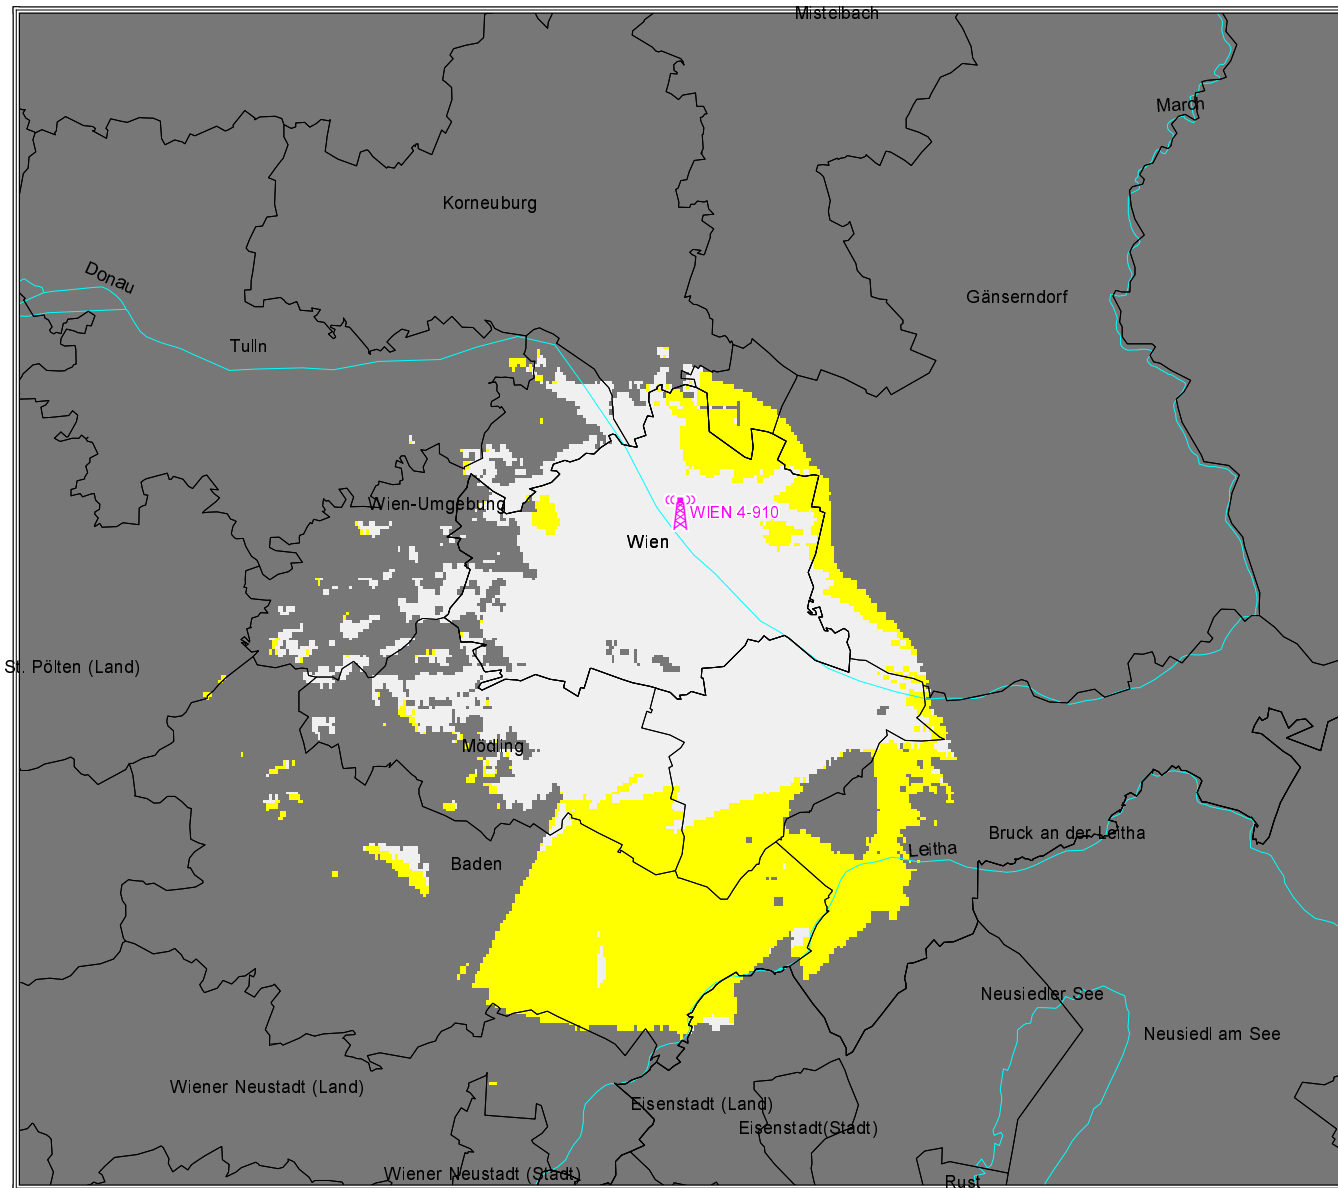 Mistelbach
March
Korneuburg
Donau
Gänserndorf
Tulln
Wien-Umgebung
WIEN 4-910
Wien
St. Pölten (Land)
Mödling
Bruck an der Leitha
Leitha
Baden
Neusiedler See
Neusiedl am See
Wiener Neustadt (Land)
Eisenstadt (Land)
Eisenstadt(Stadt)
Wiener Neustadt (Stadt)
Rust